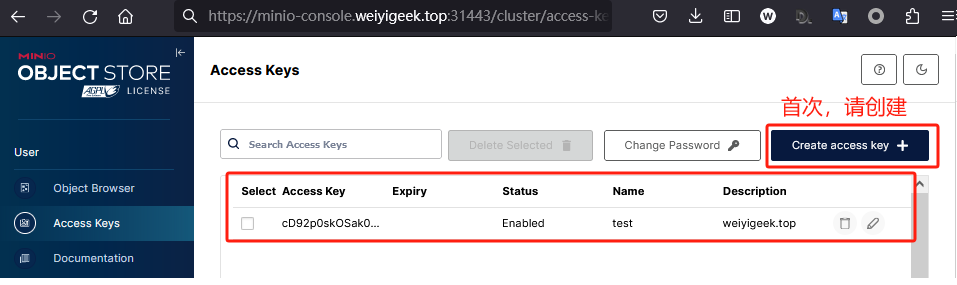 https://minio-console.weiyigeek.top:31443/cluster/access-ke
MINIO
OBJECT STORE
AGPLv3 LICENSE
Access Keys
首次，请创建
Search Access Keys
Delete Selected
Change Password
Create access key
User
Object Browser
Access Keys
Documentation
Select Access Key Expiry Status Name Description
cD92p0skOSak0... Enabled test weiyigeek.top